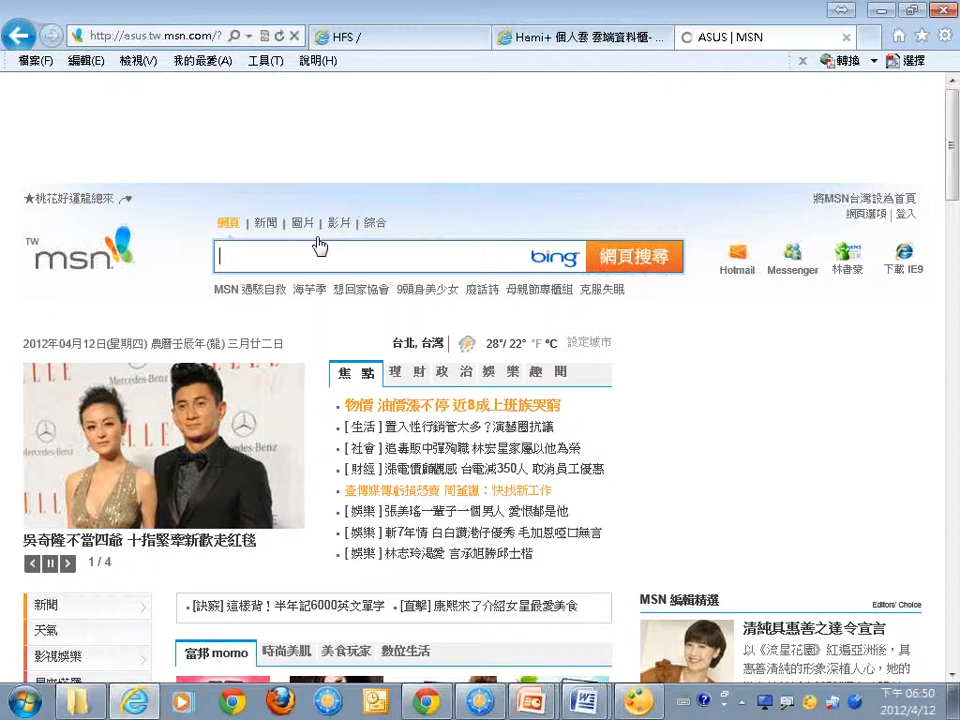 http://asus.tw.msn.com/?
HFS /
Hami+ 個人雲 雲端資料櫃-...
ASUS | MSN
檔案(F) 編輯(E) 檢視(V) 我的最愛(A) 工具(T) 說明(H)
轉換 選擇
★桃花好運龍總來
將MSN台灣設為首頁
網頁選項 | 登入
網頁 | 新聞 | 圖片 | 影片 | 綜合
TW
msn
bing 網頁搜尋
Hotmail Messenger 林書豪 下載 IE9
MSN 過駭自救 海芋季 想回家協會 9頭身美少女 廢話詩 母親節專櫃組 克服失眠
2012年04月12日(星期四) 農曆壬辰年(龍) 三月廿二日
台北, 台灣 28°/ 22° °F °C 設定城市
焦 點 理 財 政 治 娛 樂 趣 聞
物價 油價漲不停 近8成上班族哭窮
[ 生活 ] 置入性行銷管太多？演藝圈抗議
[ 社會 ] 追毒販中彈殉職 林宏星家屬以他為榮
[ 財經 ] 漲電價顧觀感 台電減350人 取消員工優惠
[ 娛樂 ] 張美瑤一輩子一個男人 愛恨都是他
[ 娛樂 ] 斬7年情 白白讚港仔優秀 毛加恩啞口無言
[ 娛樂 ] 林志玲渴愛 言承旭勝邱士楷
Mercedes-Benz
ELLE
Mercedes-Benz
吳奇隆不當四爺 十指緊牽新歡走紅毯
1 / 4
新聞
天氣
影視娛樂
[訣竅] 這樣背！半年記6000英文單字 [直擊] 康熙來了介紹女星最愛美食
富邦 momo 時尚美肌 美食玩家 數位生活
MSN 編輯精選 Editors' Choice
清純具惠善之達令宣言
以《流星花園》紅遍亞洲後，具
惠善清純的形象深植人心，她的
下午 06:50
2012/4/12